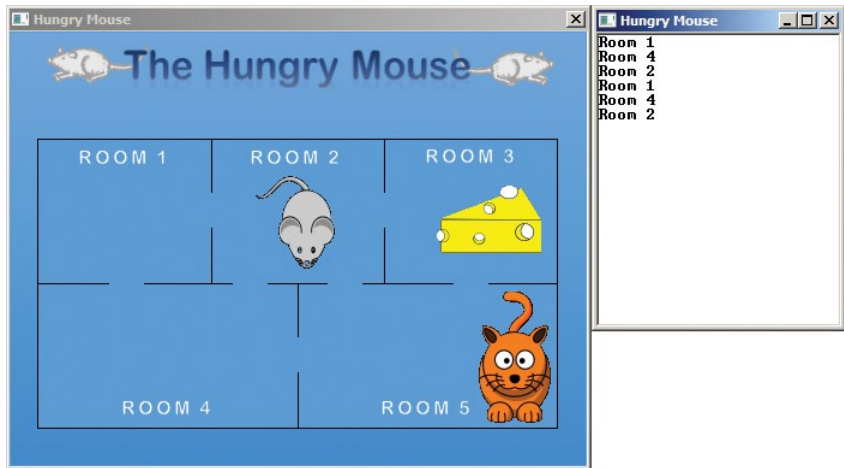 Hungry Mouse
The Hungry Mouse
ROOM 1
ROOM 2
ROOM 3
ROOM 4
ROOM 5
Hungry Mouse
Room 1
Room 4
Room 2
Room 1
Room 4
Room 2